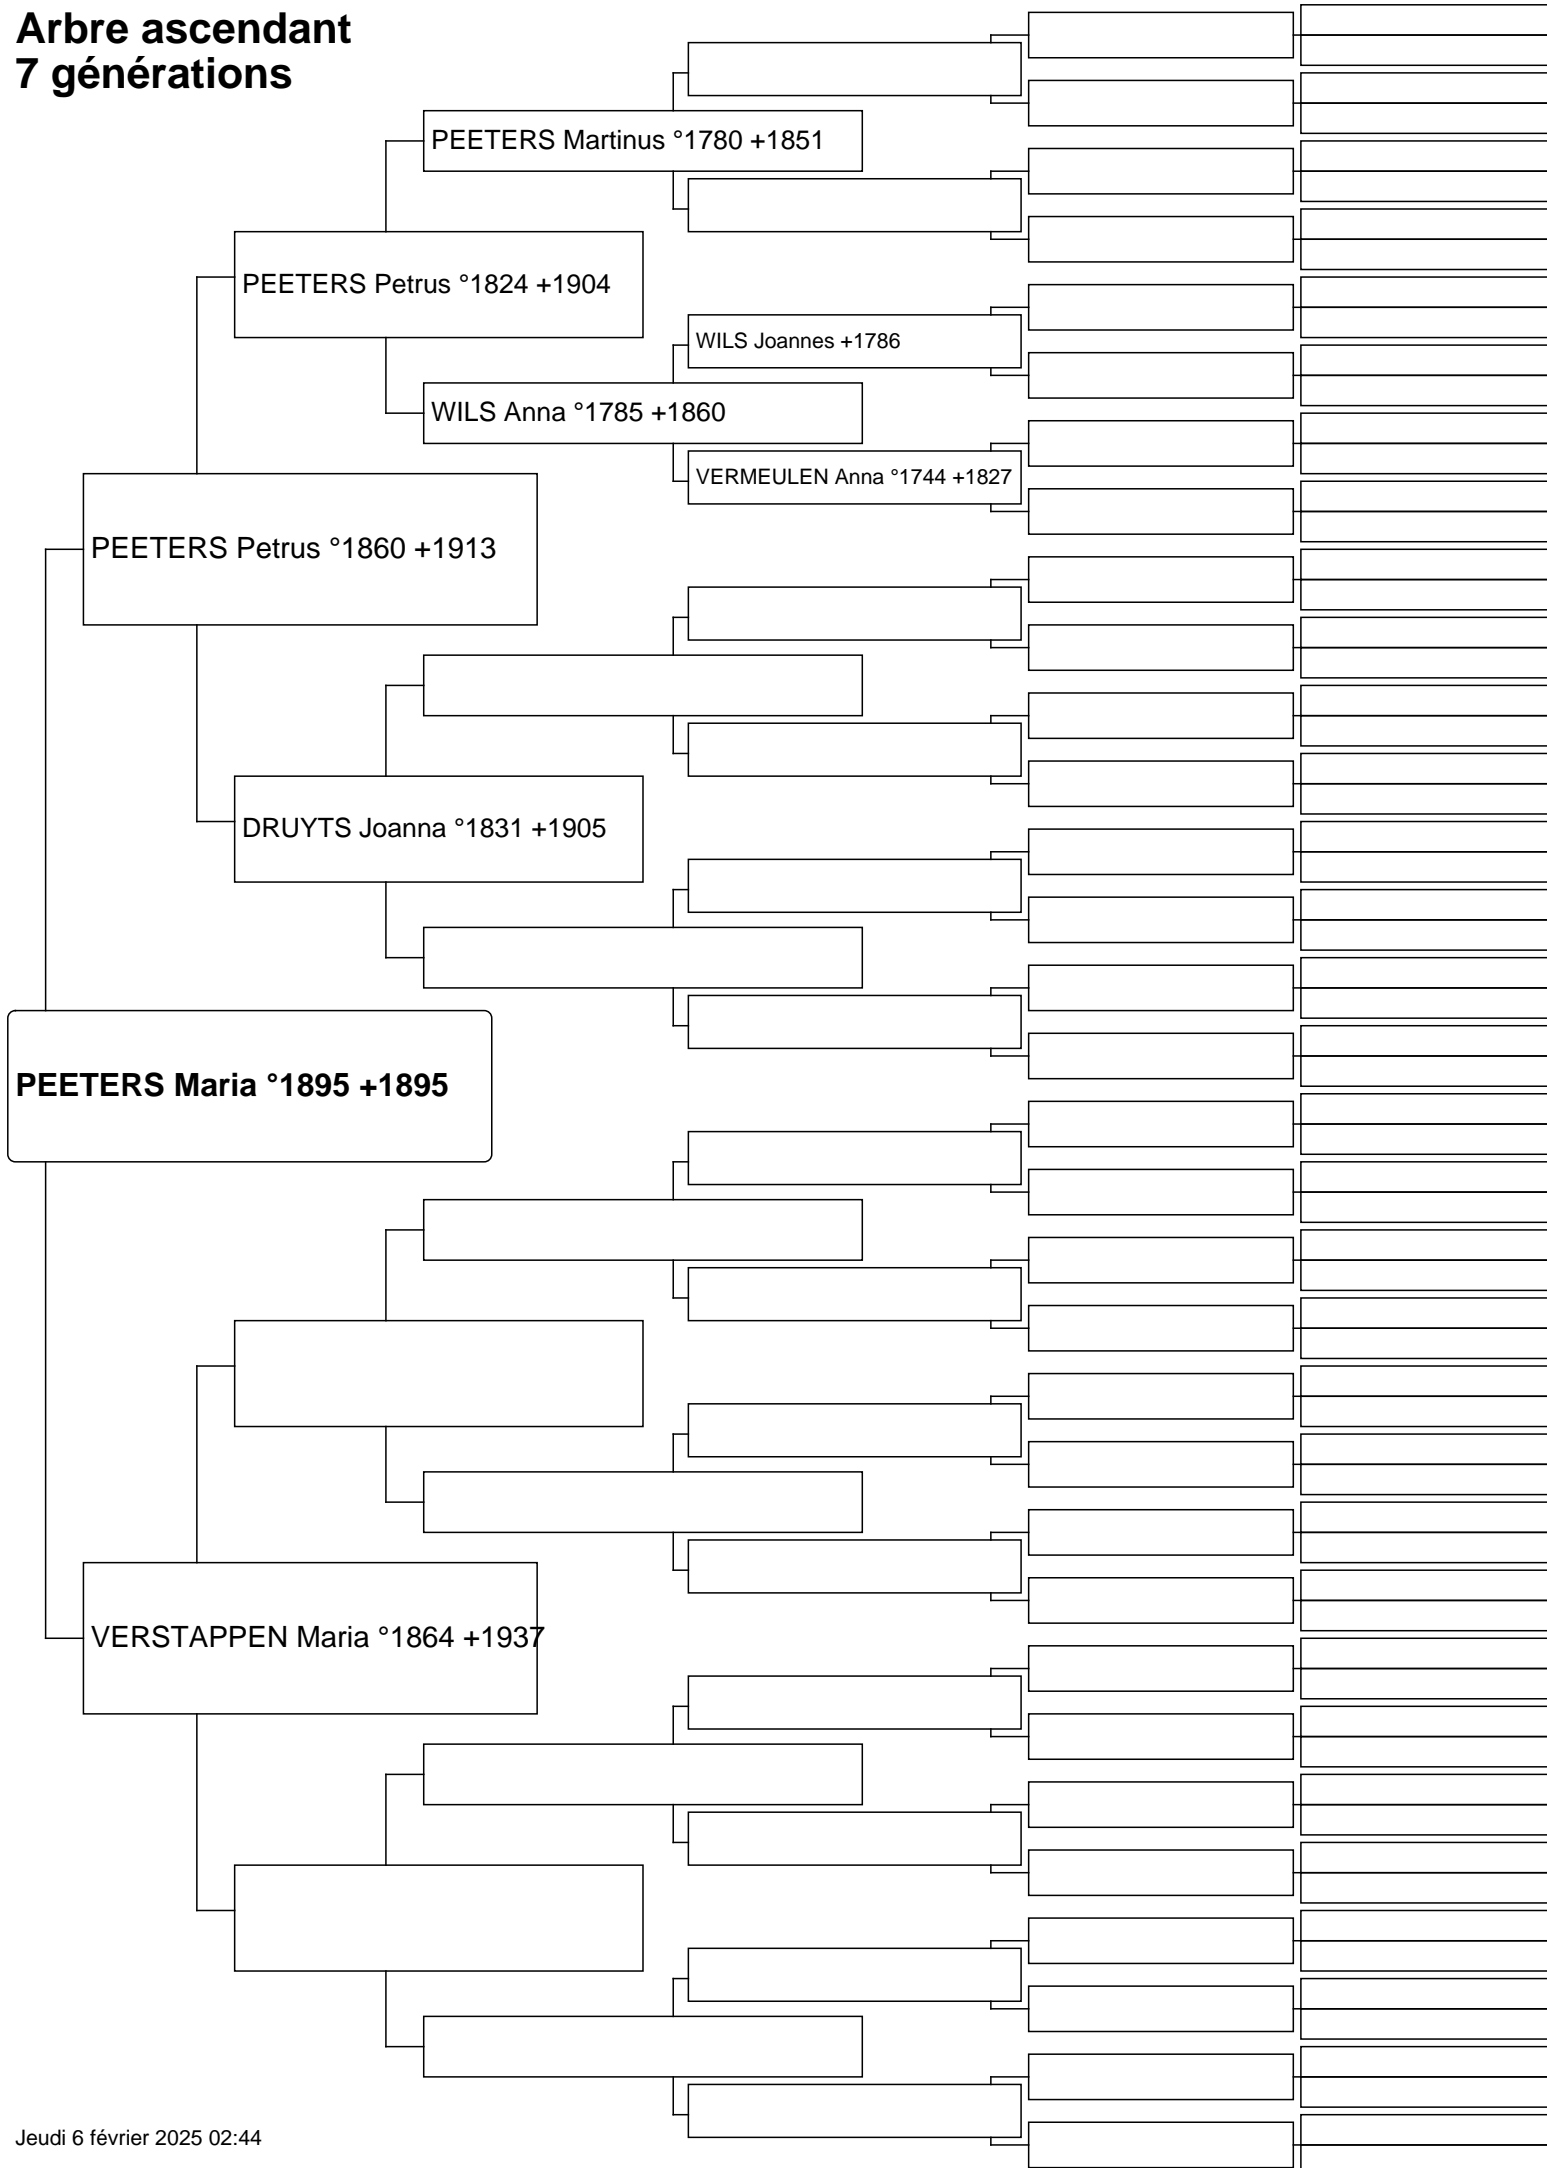 Arbre ascendant
7 générations
PEETERS Martinus °1780 +1851
PEETERS Petrus °1824 +1904
WILS Joannes +1786
WILS Anna °1785 +1860
VERMEULEN Anna °1744 +1827
PEETERS Petrus °1860 +1913
DRUYTS Joanna °1831 +1905
PEETERS Maria °1895 +1895
VERSTAPPEN Maria °1864 +1937
Jeudi 6 février 2025 02:44